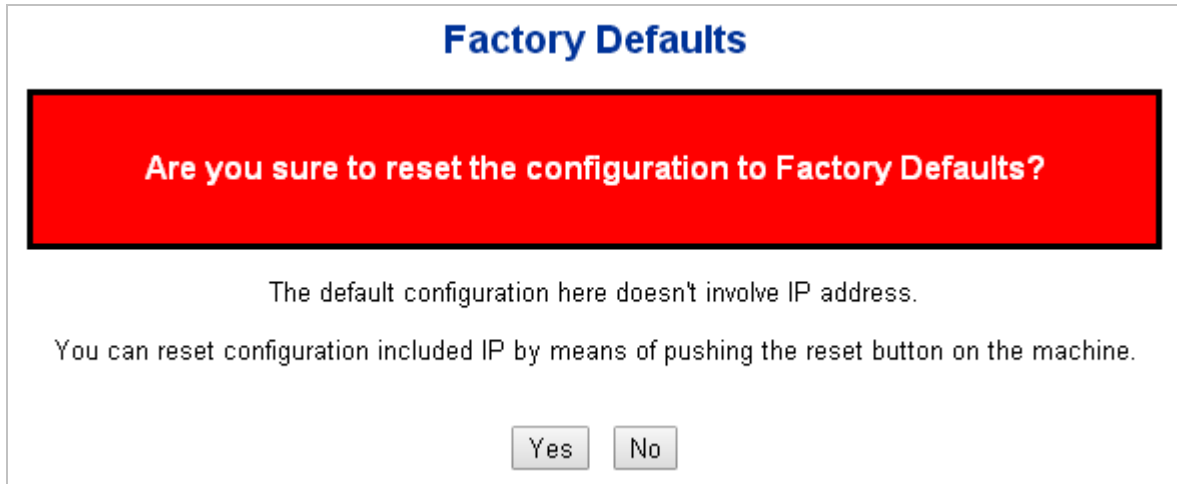 Factory Defaults
Are you sure to reset the configuration to Factory Defaults?
The default configuration here doesn't involve IP address.
You can reset configuration included IP by means of pushing the reset button on the machine.
Yes No